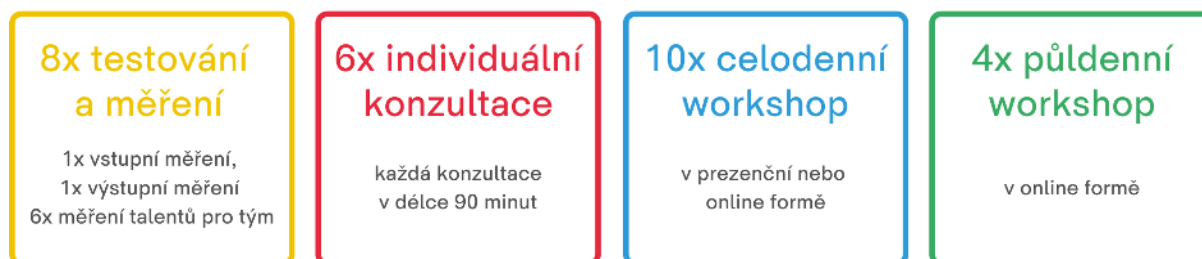 8x testování
a měření
1x vstupní měření,
1x výstupní měření
6x měření talentů pro tým
6x individuální
konzultace
každá konzultace
v délce 90 minut
10x celodenní
workshop
v prezenční nebo
online formě
4x půldenní
workshop
v online formě